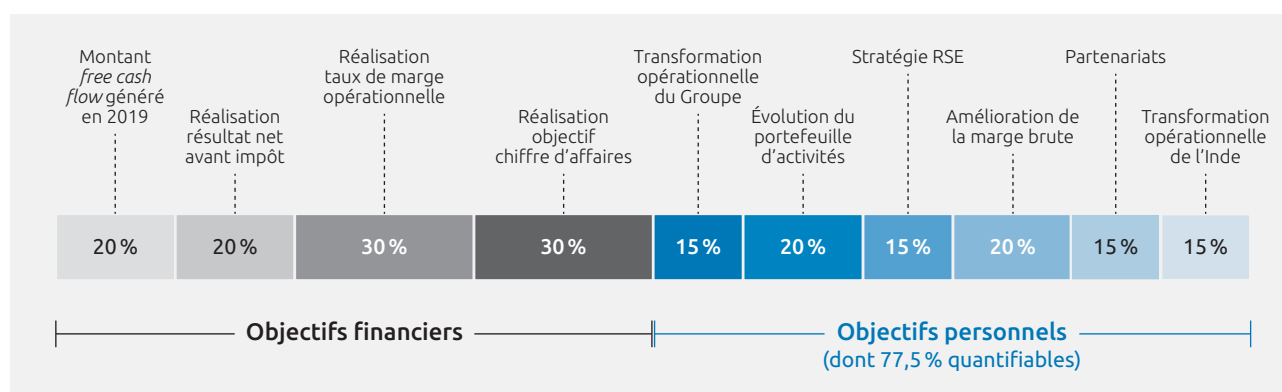 Montant
free cash
flow généré
en 2019
Réalisation
résultat net
avant impôt
Réalisation
taux de marge
opérationnelle
Réalisation
objectif
chiffre d'affaires
Transformation
opérationnelle
du Groupe
Évolution du
portefeuille
d'activités
Stratégie RSE
Amélioration de
la marge brute
Partenariats
Transformation
opérationnelle
de l'Inde
20 %
20 %
30 %
30 %
15 %
20 %
15 %
20 %
15 %
15 %
Objectifs financiers
Objectifs personnels
(dont 77,5 % quantifiables)